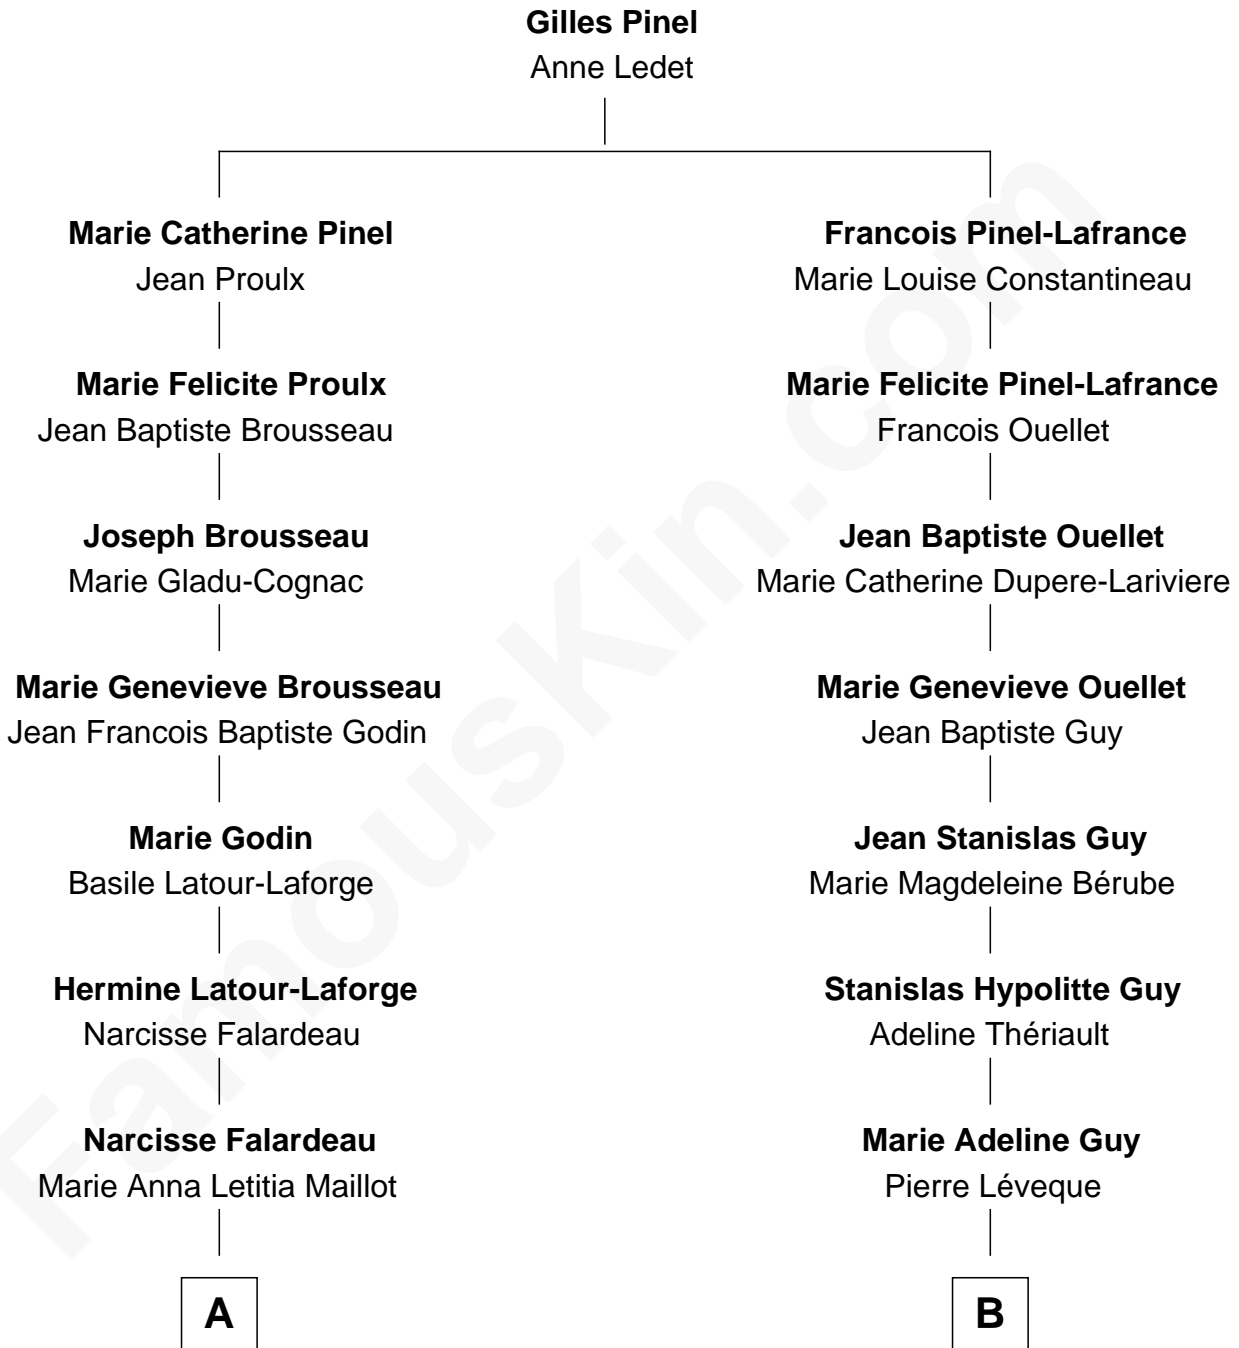 Gilles Pinel
Anne Ledet
Marie Catherine Pinel
Jean Proulx
Francois Pinel-Lafrance
Marie Louise Constantineau
Marie Felicite Proulx
Jean Baptiste Brousseau
Marie Felicite Pinel-Lafrance
Francois Ouellet
Joseph Brousseau
Marie Gladu-Cognac
Jean Baptiste Ouellet
Marie Catherine Dupere-Lariviere
Marie Genevieve Brousseau
Jean Francois Baptiste Godin
Marie Genevieve Ouellet
Jean Baptiste Guy
Marie Godin
Basile Latour-Laforge
Jean Stanislas Guy
Marie Magdeleine Bérube
Hermine Latour-Laforge
Narcisse Falardeau
Stanislas Hypolitte Guy
Adeline Thériault
Narcisse Falardeau
Marie Anna Letitia Maillot
Marie Adeline Guy
Pierre Léveque
A
B
FamousKin.com